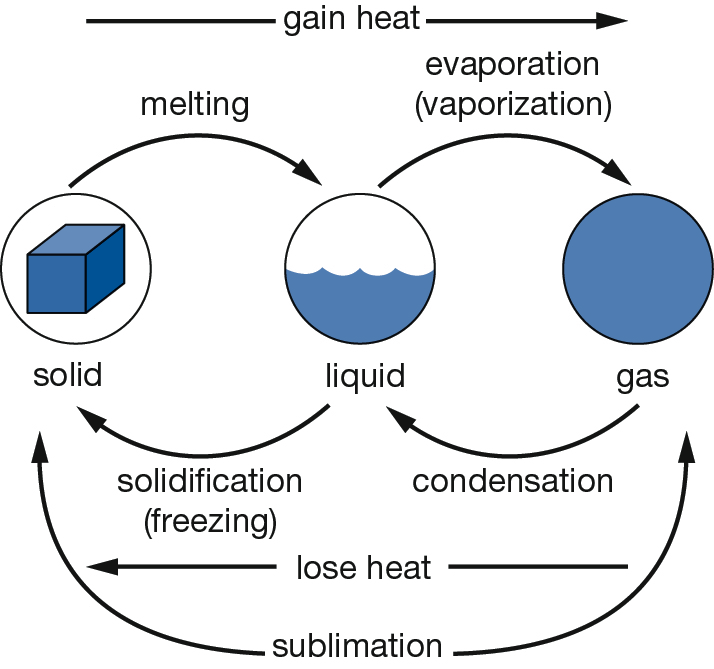 gain heat
melting
evaporation
(vaporization)
solid
liquid
gas
solidification
(freezing)
condensation
lose heat
sublimation